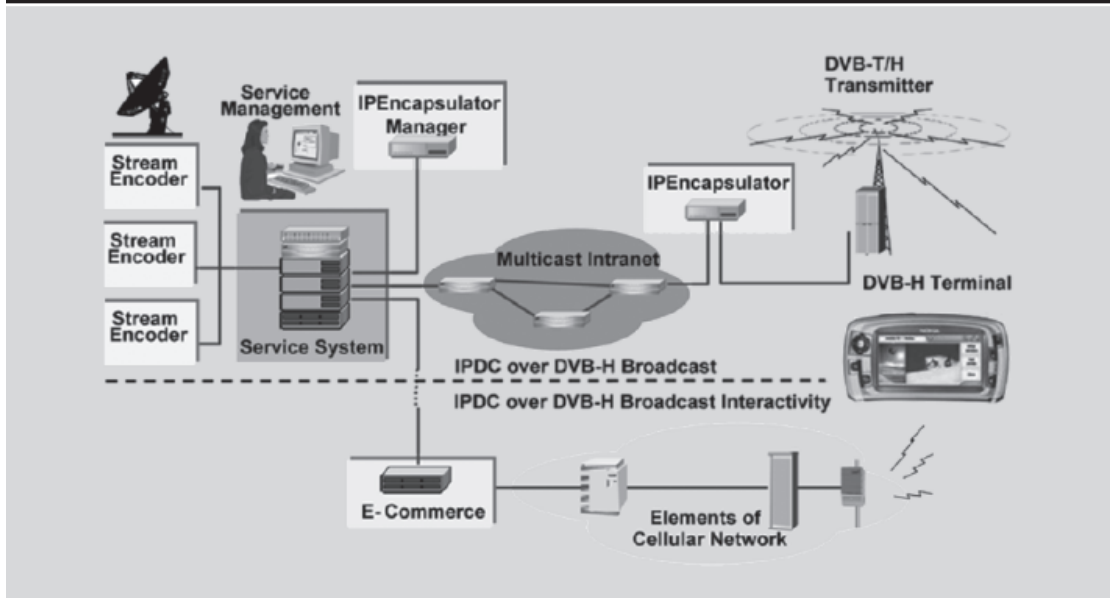 DVB-T/H
Transmitter
Service
Management
IPEncapsulator
Manager
Stream
Encoder
IPEncapsulator
Stream
Encoder
Multicast Intranet
DVB-H Terminal
Stream
Encoder
Service System
NOKIA
IPDC over DVB-H Broadcast
IPDC over DVB-H Broadcast Interactivity
E-Commerce
Elements of
Cellular Network